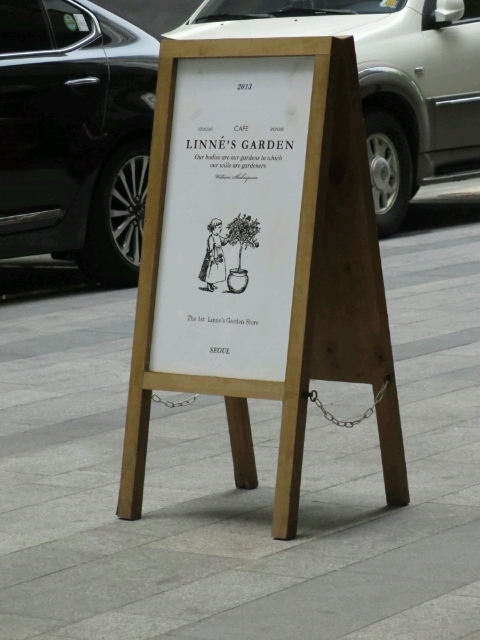 2013
CAFE
LINNÉ'S GARDEN
Our bodies are our gardens to which
our wills are gardeners
William Shakespeare
The 1st Linne's Garden Store
SEOUL